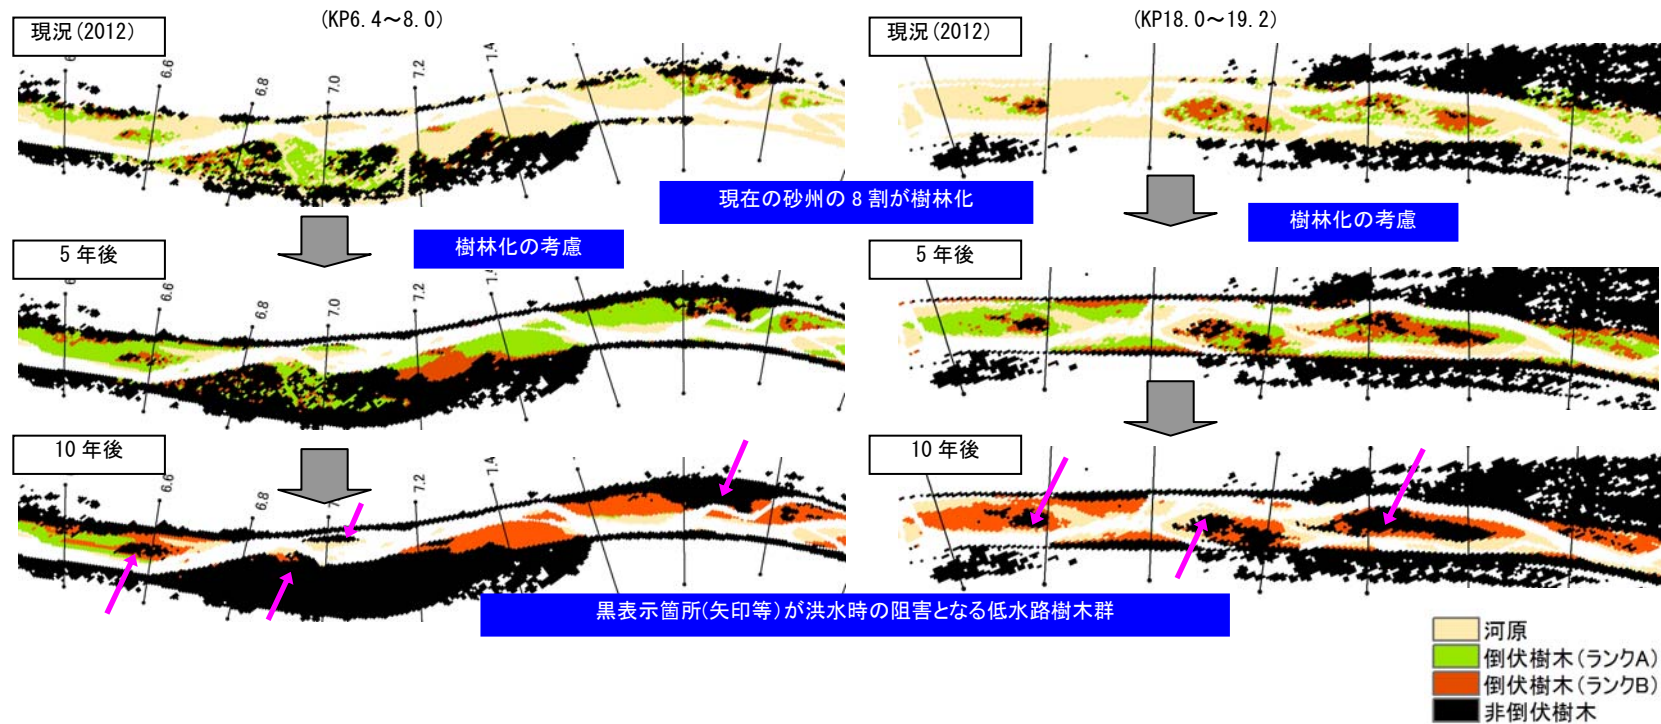 現況(2012)
(KP6.4～8.0)
6.6
6.8
7.0
7.2
7.4
現況(2012)
(KP18.0～19.2)
現在の砂州の8割が樹林化
樹林化の考慮
樹林化の考慮
5年後
6.6
6.8
7.0
7.2
5年後
10年後
6.6
6.8
7.2
7.4
10年後
黒表示箇所(矢印等)が洪水時の阻害となる低水路樹木群
河原
倒伏樹木(ランクA)
倒伏樹木(ランクB)
非倒伏樹木